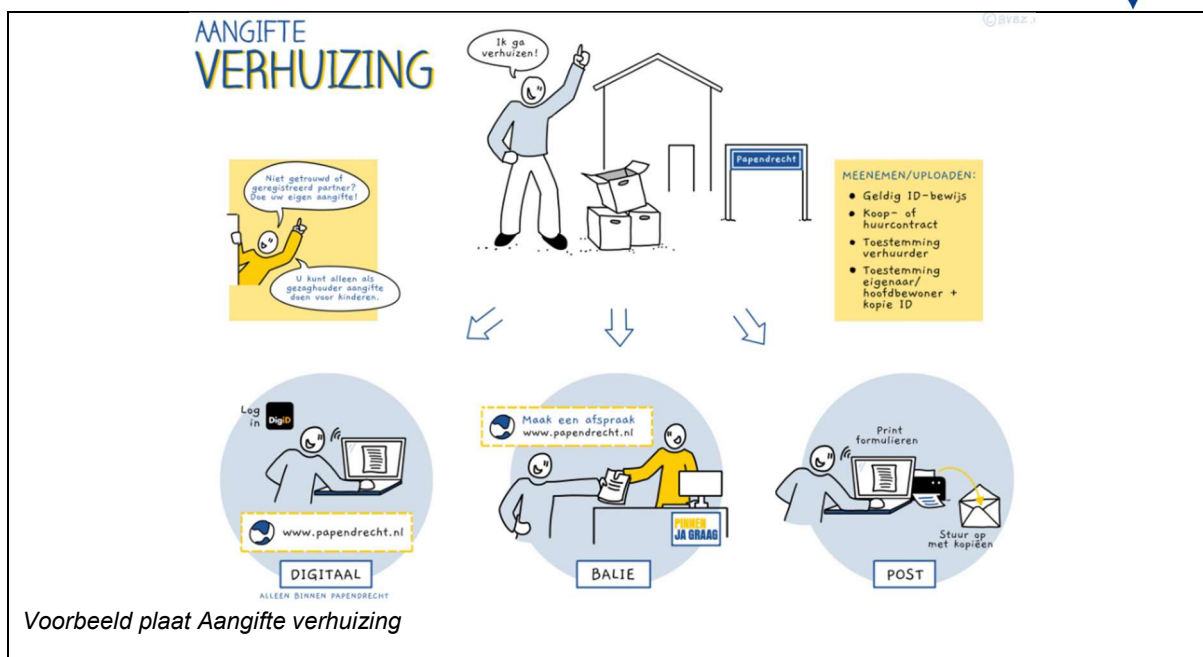 AANGIFTE
VERHUIZING
Ik ga
verhuizen!
Papendrecht
Niet getrouwd of
geregistreerd partner?
Doe uw eigen aangifte!
U kunt alleen als
gezaghouder aangifte
doen voor kinderen.
MEENEMEN/UPLOADEN:
• Geldig ID-bewijs
• Koop- of
huurcontract
• Toestemming
verhuurder
• Toestemming
eigenaar/
hoofdbewoner +
kopie ID
Log
in
DigiD
www.papendrecht.nl
DIGITAAL
ALLEEN BINNEN PAPENDRECHT
Maak een afspraak
www.papendrecht.nl
PINNEN
JA GRAAG
BALIE
Print
formulieren
Stuur op
met kopiëen
POST
Voorbeeld plaat Aangifte verhuizing